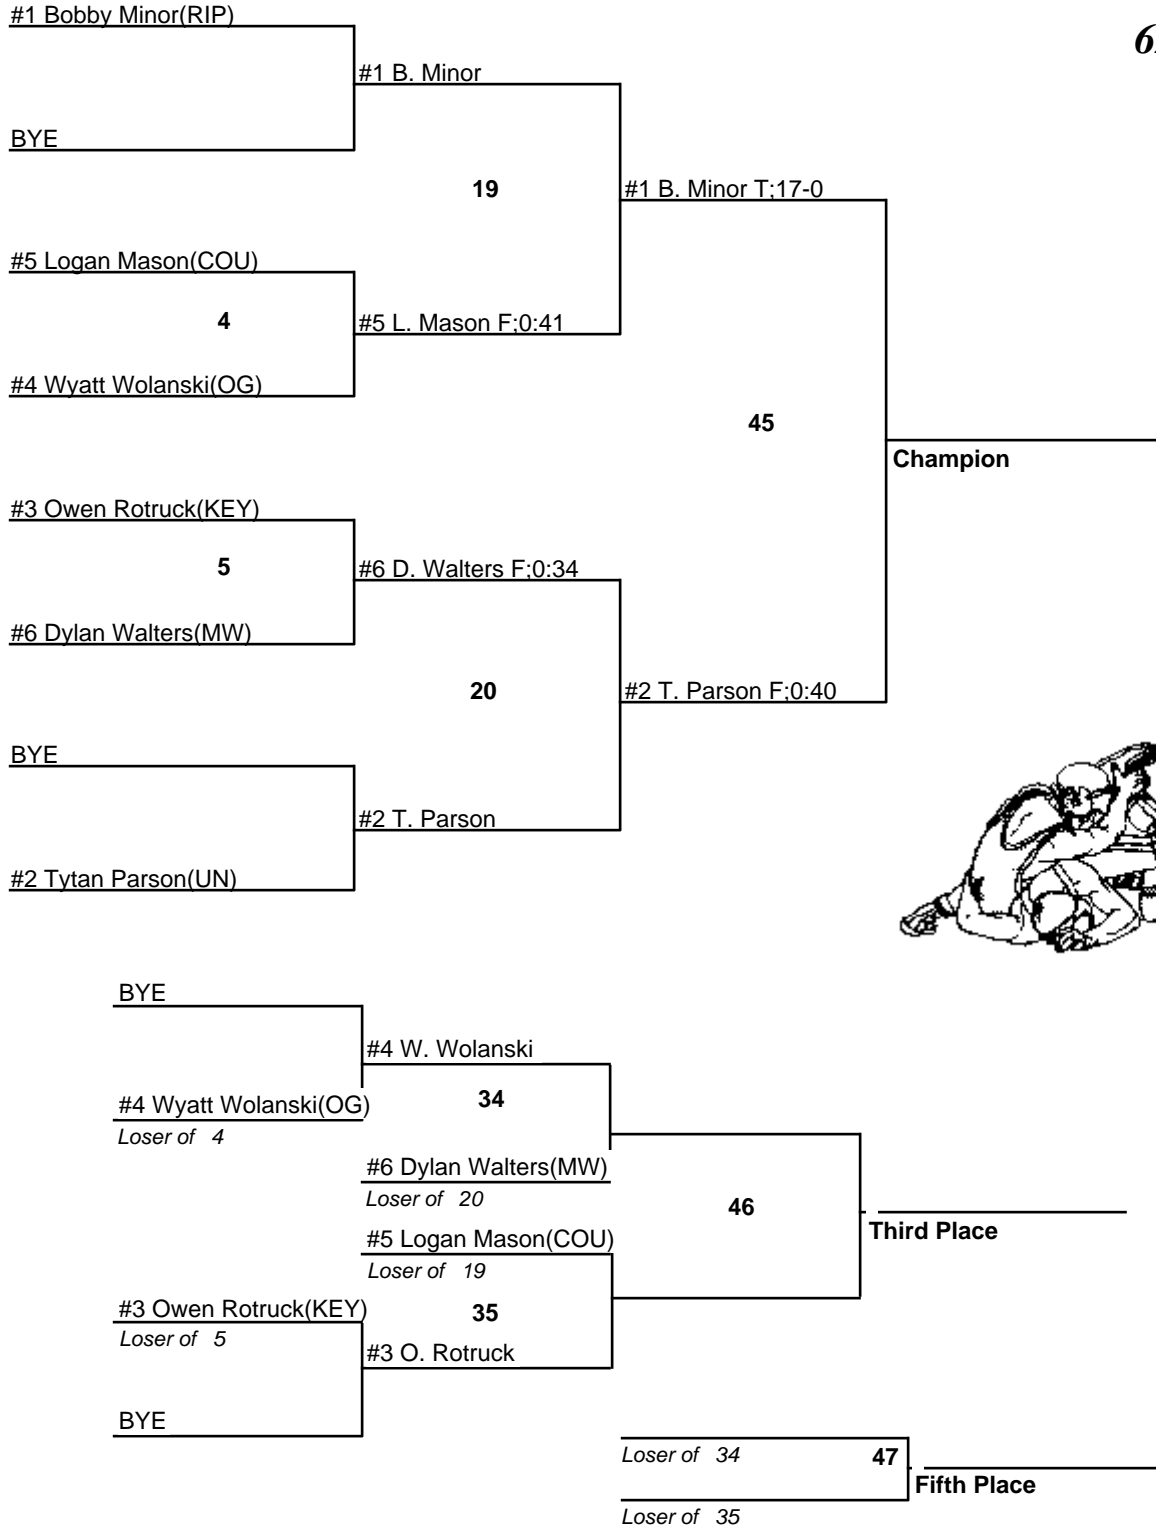 #1 Bobby Minor(RIP)
#1 B. Minor
BYE
19
#1 B. Minor T;17-0
#5 Logan Mason(COU)
4
#5 L. Mason F;0:41
#4 Wyatt Wolanski(OG)
45
Champion
#3 Owen Rotruck(KEY)
5
#6 D. Walters F;0:34
#6 Dylan Walters(MW)
20
#2 T. Parson F;0:40
BYE
#2 T. Parson
#2 Tytan Parson(UN)
BYE
#4 W. Wolanski
#4 Wyatt Wolanski(OG)
34
Loser of 4
#6 Dylan Walters(MW)
Loser of 20
46
Third Place
#5 Logan Mason(COU)
Loser of 19
#3 Owen Rotruck(KEY)
35
Loser of 5
#3 O. Rotruck
BYE
Loser of 34
47
Fifth Place
Loser of 35